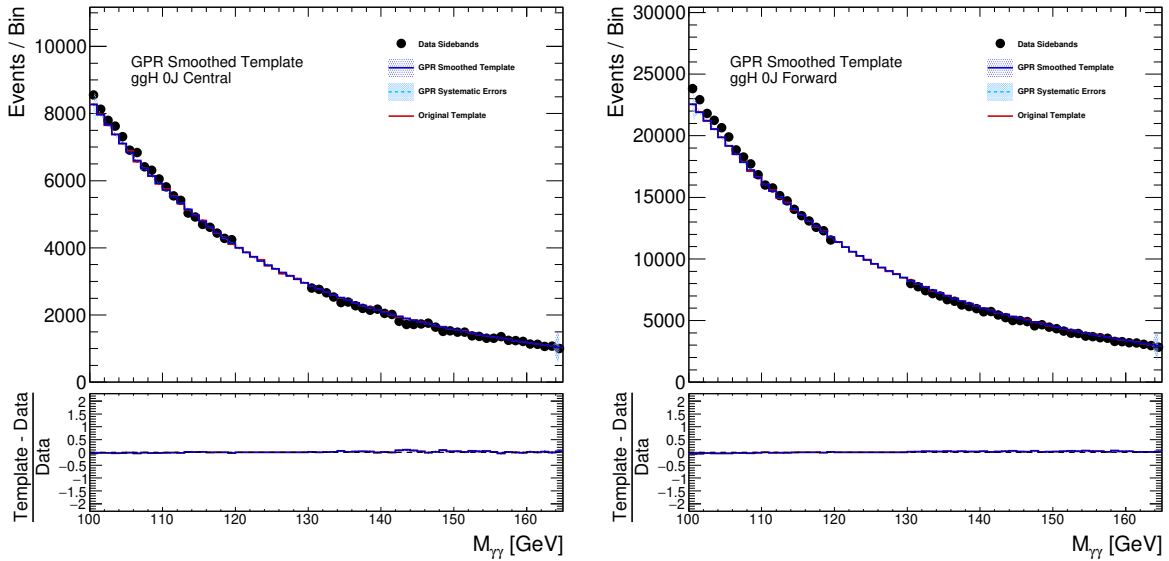 Events / Bin
10000
8000
6000
4000
2000
0
GPR Smoothed Template
ggH 0J Central
Data Sidebands
GPR Smoothed Template
GPR Systematic Errors
Original Template
Template - Data
Data
2
1.5
1
0.5
0
−0.5
−1
−1.5
−2
100 110 120 130 140 150 160
Mγγ [GeV]
Events / Bin
30000
25000
20000
15000
10000
5000
0
GPR Smoothed Template
ggH 0J Forward
Data Sidebands
GPR Smoothed Template
GPR Systematic Errors
Original Template
Template - Data
Data
2
1.5
1
0.5
0
−0.5
−1
−1.5
−2
100 110 120 130 140 150 160
Mγγ [GeV]